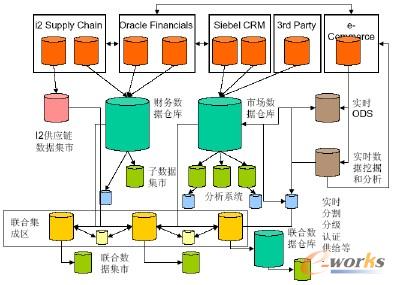 I2 Supply Chain
Oracle Financials
Siebel CRM
3rd Party
e-
Commerce
财务数
据仓库
市场数
据仓库
实时
ODS
I2供应链
数据集市
子数据
集市
分析系统
实时数
据挖掘
和分析
联合集
成区
实时
分割
分级
认证
供给等
联合数
据仓库
联合数
据集市
e-works